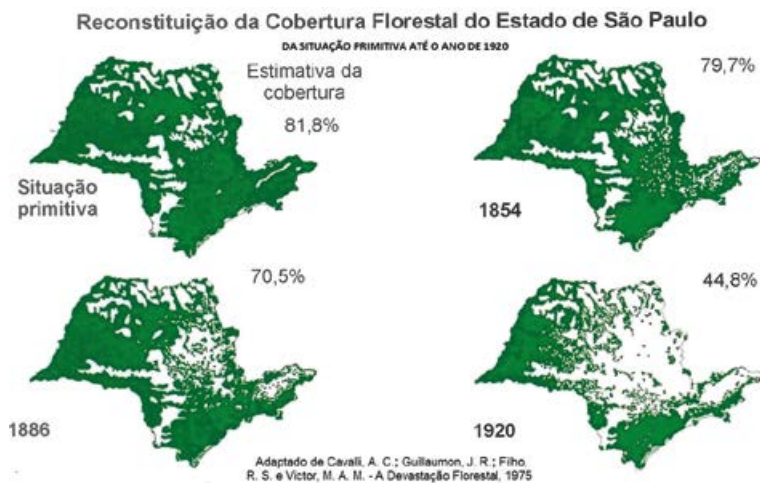 Reconstituição da Cobertura Florestal do Estado de São Paulo
DA SITUAÇÃO PRIMITIVA ATÉ O ANO DE 1920
Estimativa da
cobertura
81,8%
Situação
primitiva
79,7%
1854
70,5%
1886
44,8%
1920
Adaptado de Cavalli, A. C.; Guillaumon, J. R.; Filho,
R. S. e Victor, M. A. M. - A Devastação Florestal, 1975